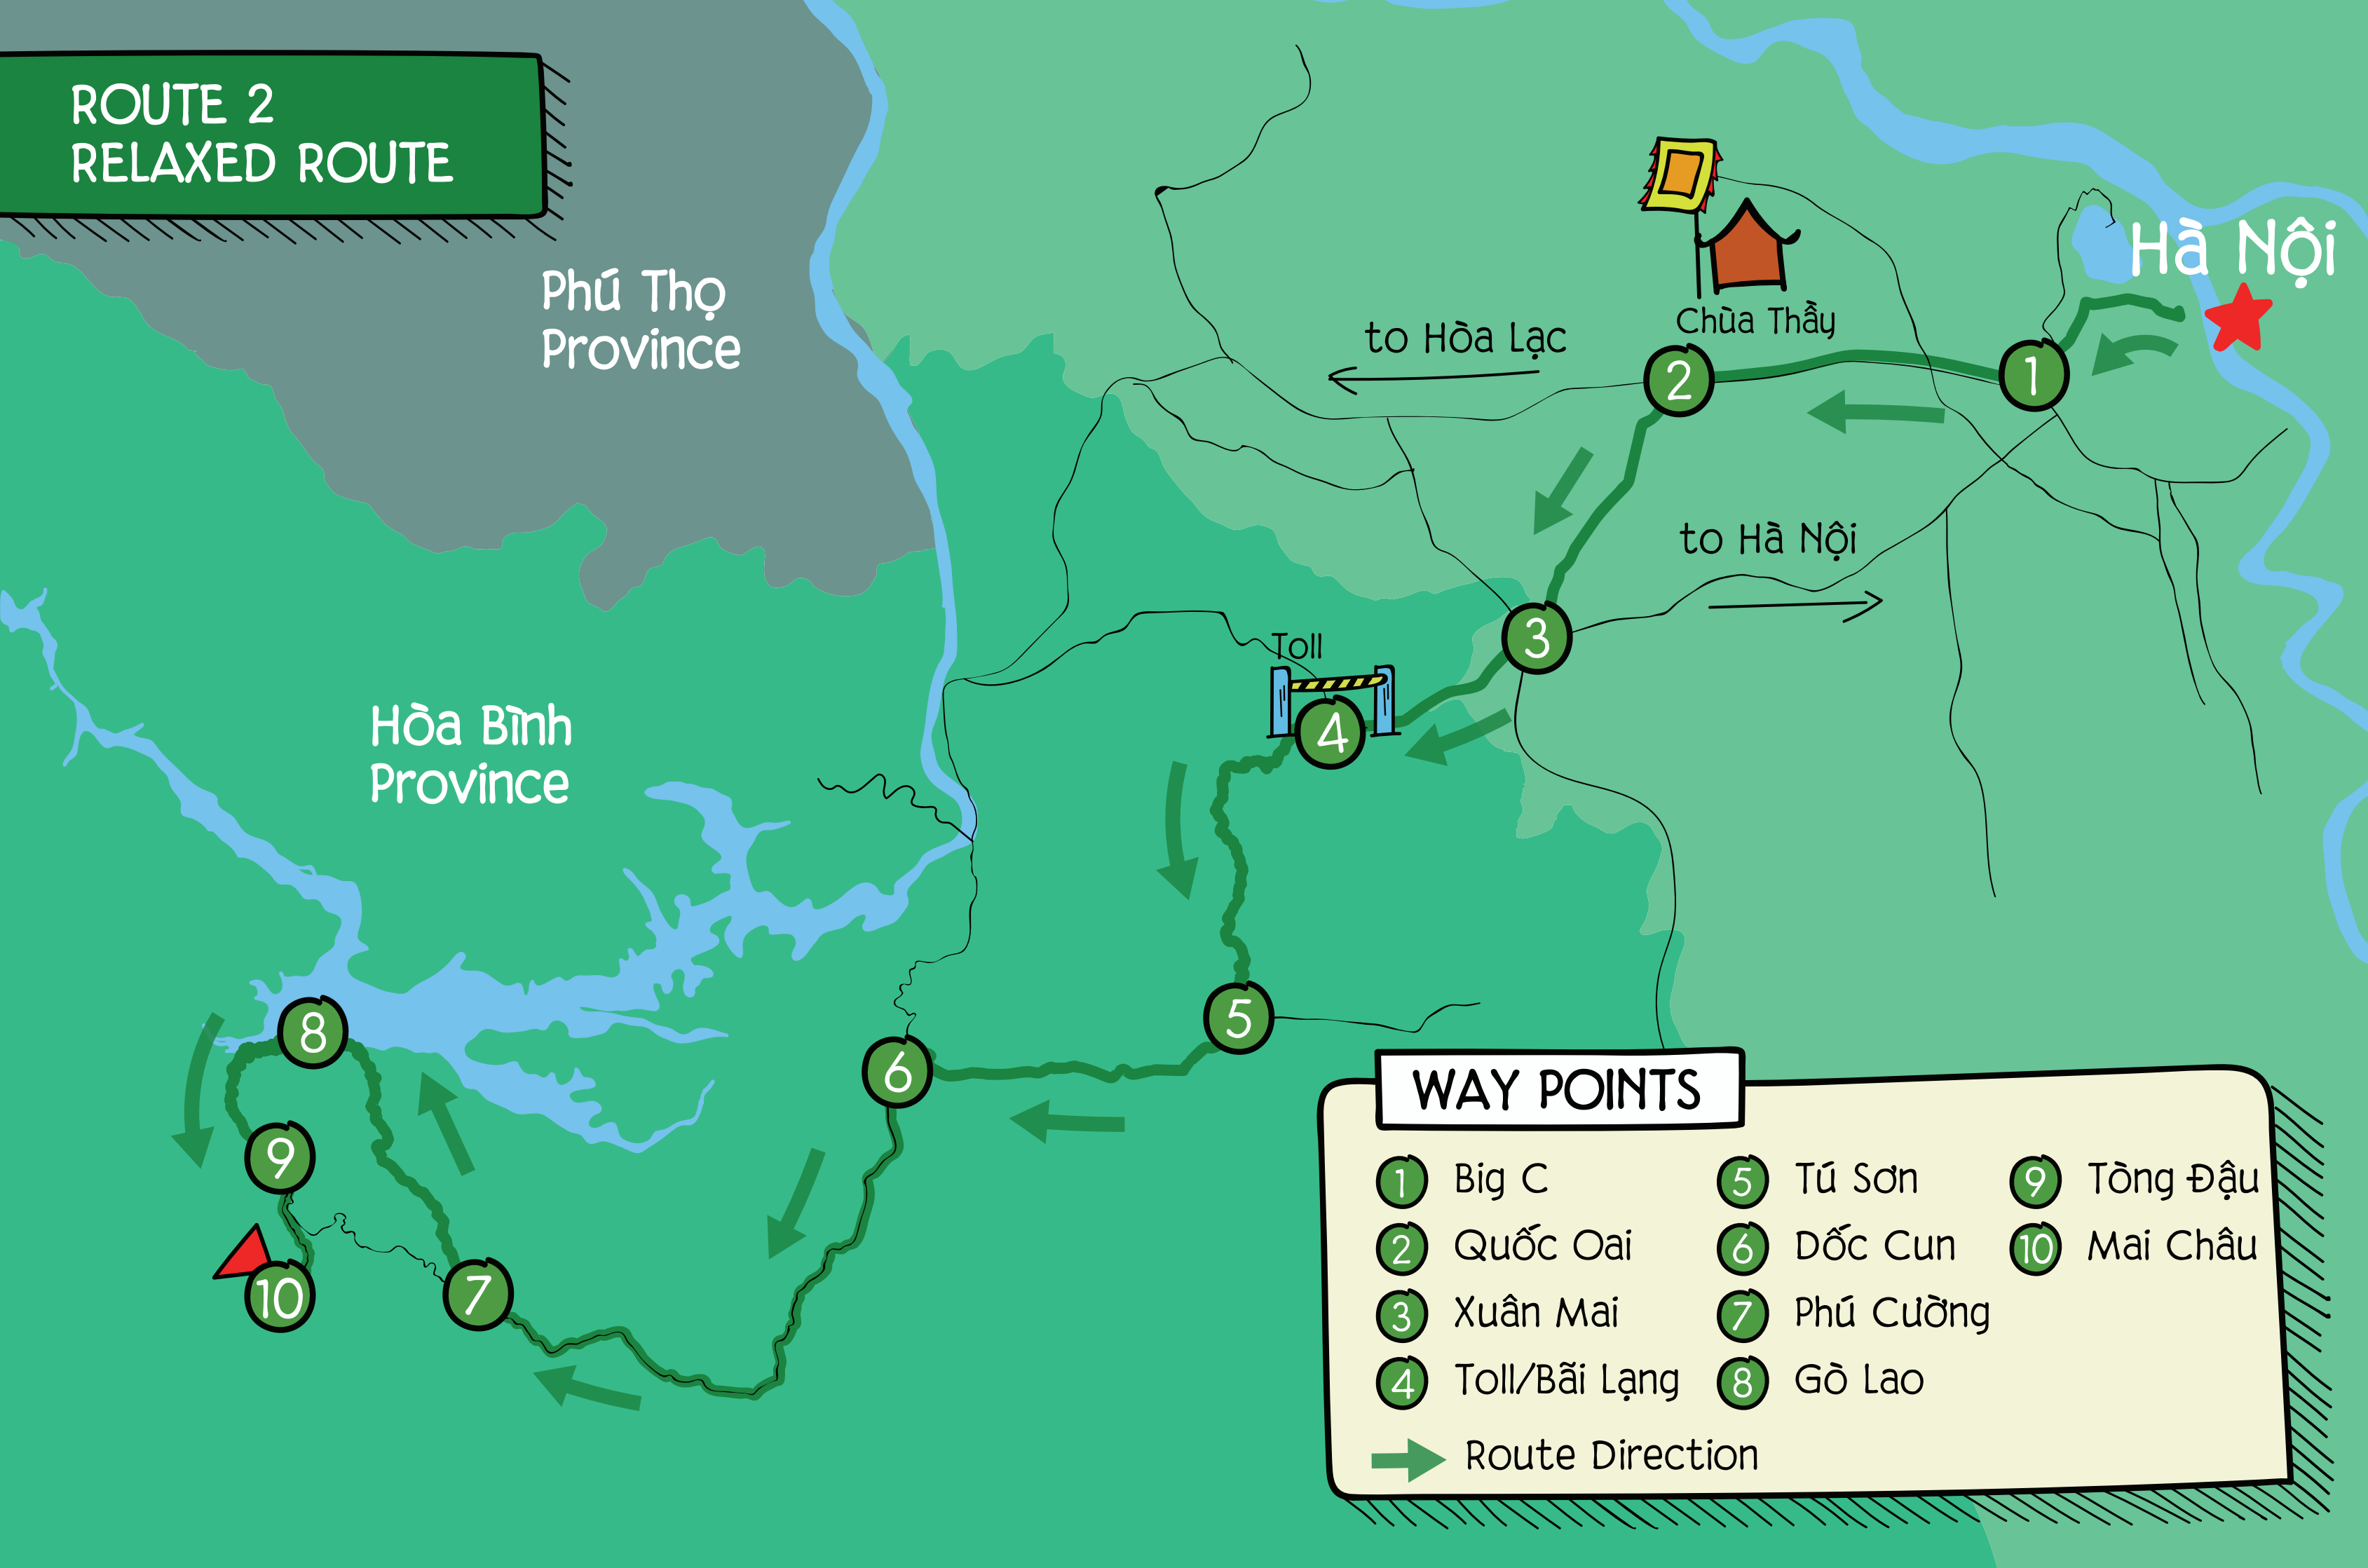 ROUTE 2
RELAXED ROUTE
Phú Thọ
Province
Hà Nội
Chùa Thầy
to Hòa Lạc
1
2
to Hà Nội
3
Toll
4
Hòa Bình
Province
5
6
8
9
7
10
WAY POINTS
1 Big C
2 Quốc Oai
3 Xuân Mai
4 Toll/Bãi Lạng
5 Tú Sơn
6 Dốc Cun
7 Phú Cường
8 Gò Lao
9 Tòng Đậu
10 Mai Châu
Route Direction